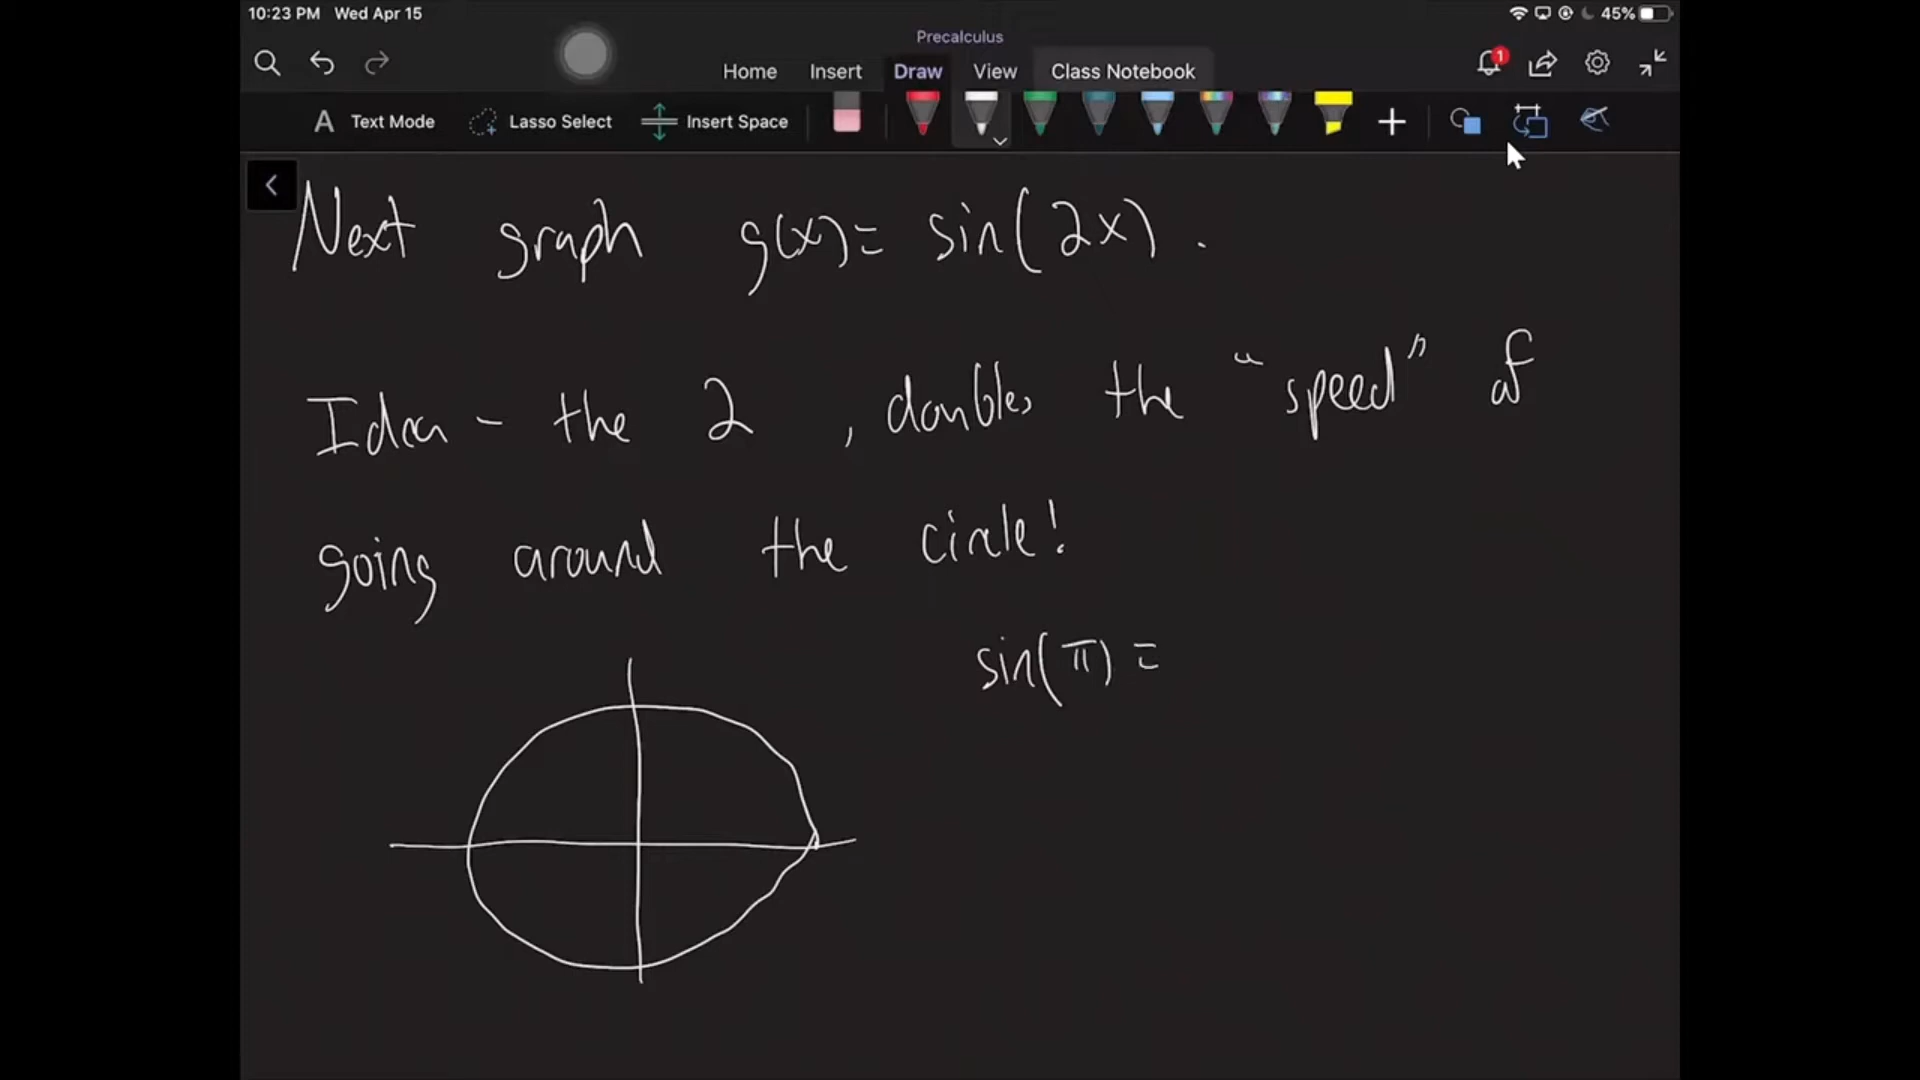 10:23 PM Wed Apr 15
45%
Precalculus
Home Insert Draw View Class Notebook
1
Text Mode Lasso Select Insert Space
Next graph g(x)= sin(2x).
Idea - the 2 , doubles the "speed" of
going around the circle!
sin(π) =